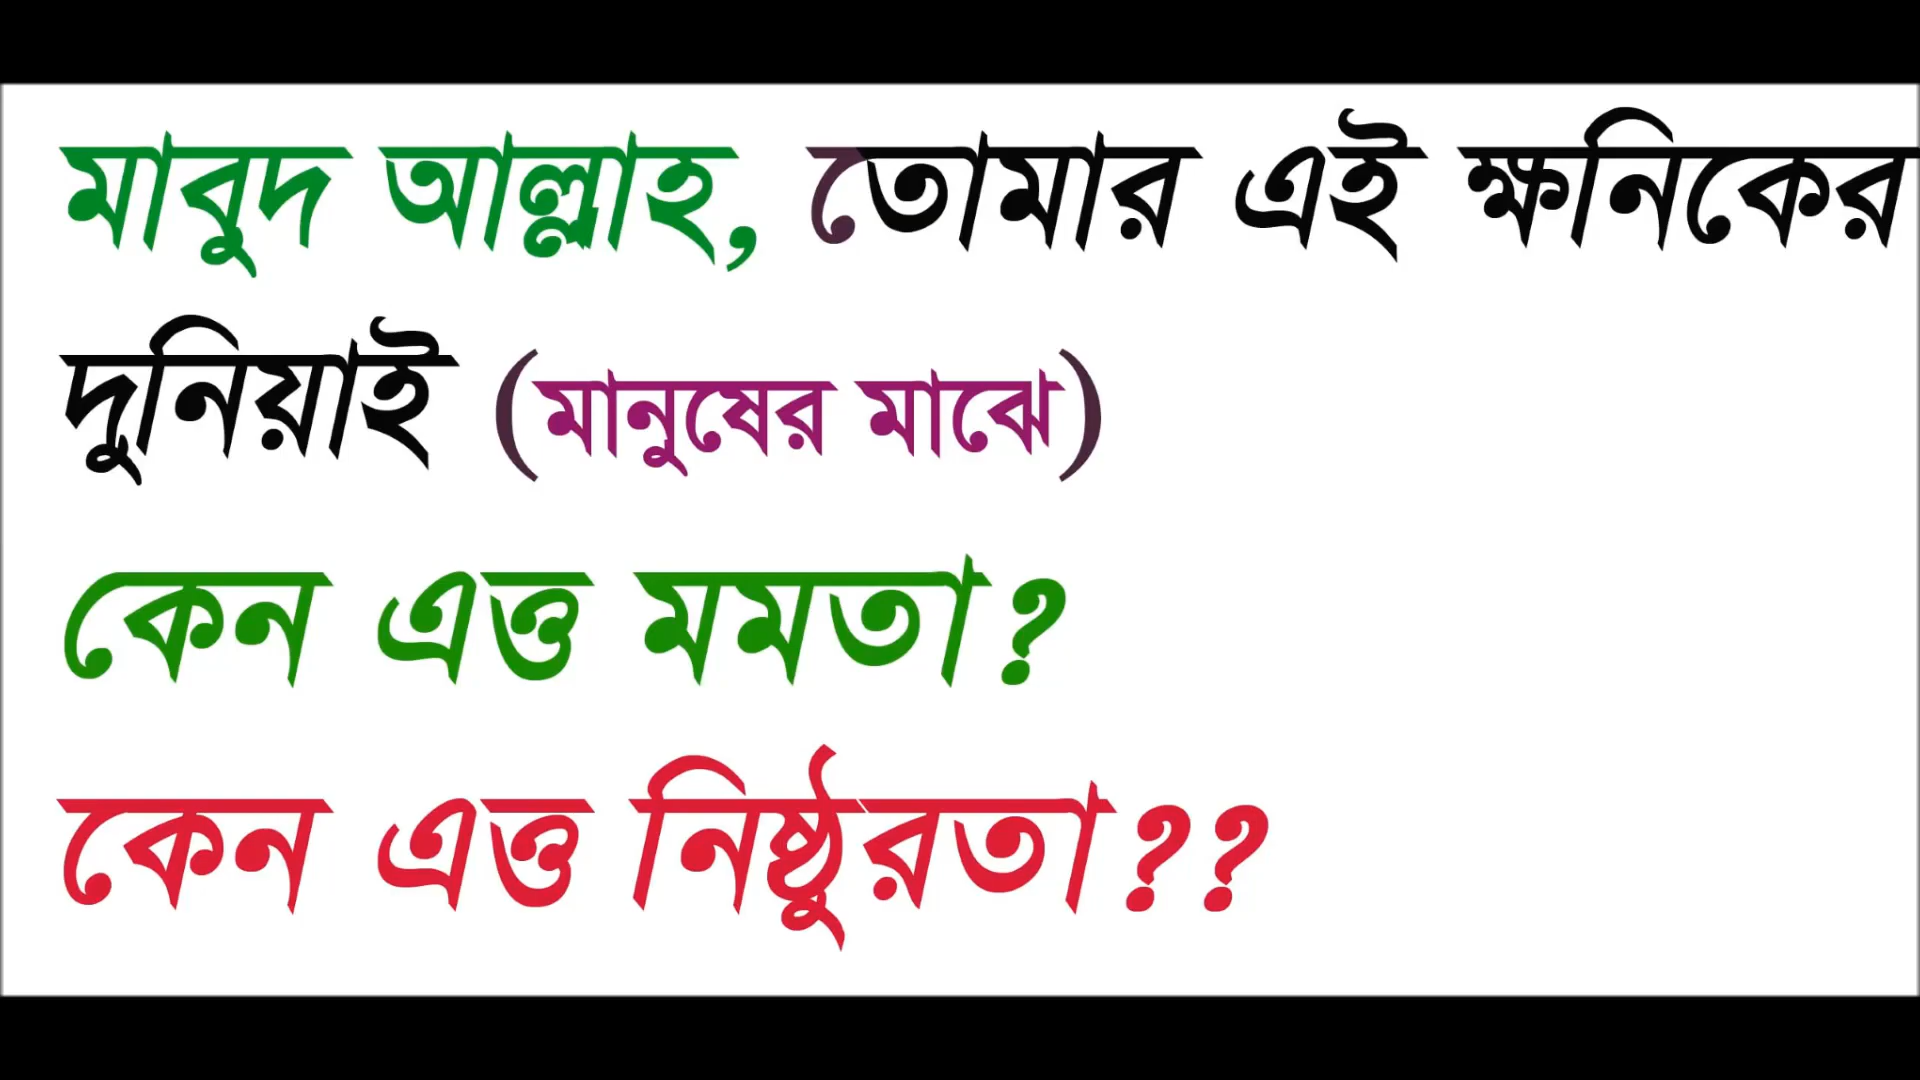 মাবুদ আল্লাহ, তোমার এই ক্ষনিকের
দুনিয়াই (মানুষের মাঝে)
কেন এত্ত মমতা?
কেন এত্ত নিষ্ঠুরতা??